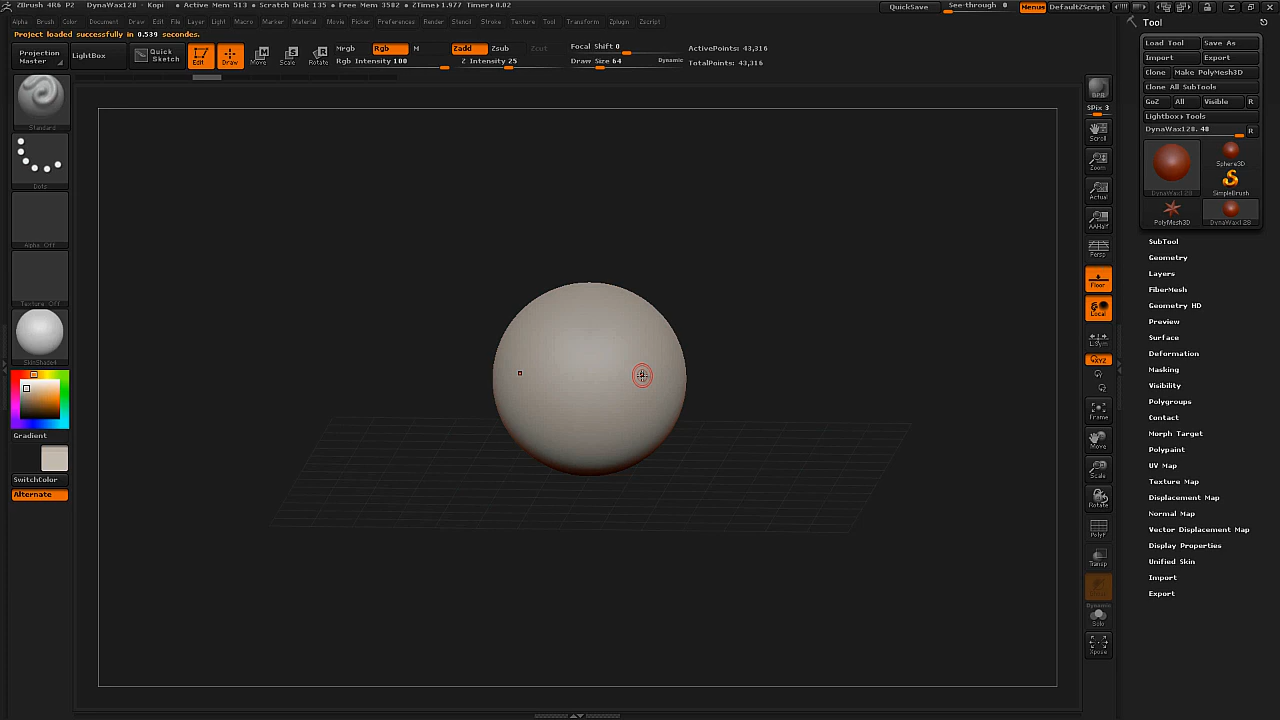 ZBrush 4R6 P2 DynaWax128 - Kopi • Active Mem 513 • Scratch Disk 135 • Free Mem 3582 • ZTime▸1.977 Timer▸0.02 QuickSave See-through 0 Menus DefaultZScript
Alpha Brush Color Document Draw Edit File Layer Light Macro Marker Material Movie Picker Preferences Render Stencil Stroke Texture Tool Transform Zplugin Zscript
Project loaded successfully in 0.539 seconds.
Projection Master
LightBox
Quick Sketch
Edit
Draw
Move
Scale
Rotate
Mrgb Rgb M
Rgb Intensity 100
Zadd Zsub Zcut
Z Intensity 25
Focal Shift 0
Draw Size 64 Dynamic
ActivePoints: 43,316
TotalPoints: 43,316
Standard
Dots
Alpha Off
Texture Off
SkinShade4
Gradient
SwitchColor
Alternate
BPR
SPix 3
Scroll
Zoom
Actual
AAHalf
Persp
Floor
Local
L.Sym
XYZ
Frame
Move
Scale
Rotate
PolyF
Transp
Dynamic
Solo
Xpose
Tool
Load Tool Save As
Import Export
Clone Make PolyMesh3D
Clone All SubTools
GoZ All Visible R
Lightbox▸Tools
DynaWax128. 48 R
DynaWax128
Sphere3D
SimpleBrush
PolyMesh3D
DynaWax128
SubTool
Geometry
Layers
FiberMesh
Geometry HD
Preview
Surface
Deformation
Masking
Visibility
Polygroups
Contact
Morph Target
Polypaint
UV Map
Texture Map
Displacement Map
Normal Map
Vector Displacement Map
Display Properties
Unified Skin
Import
Export